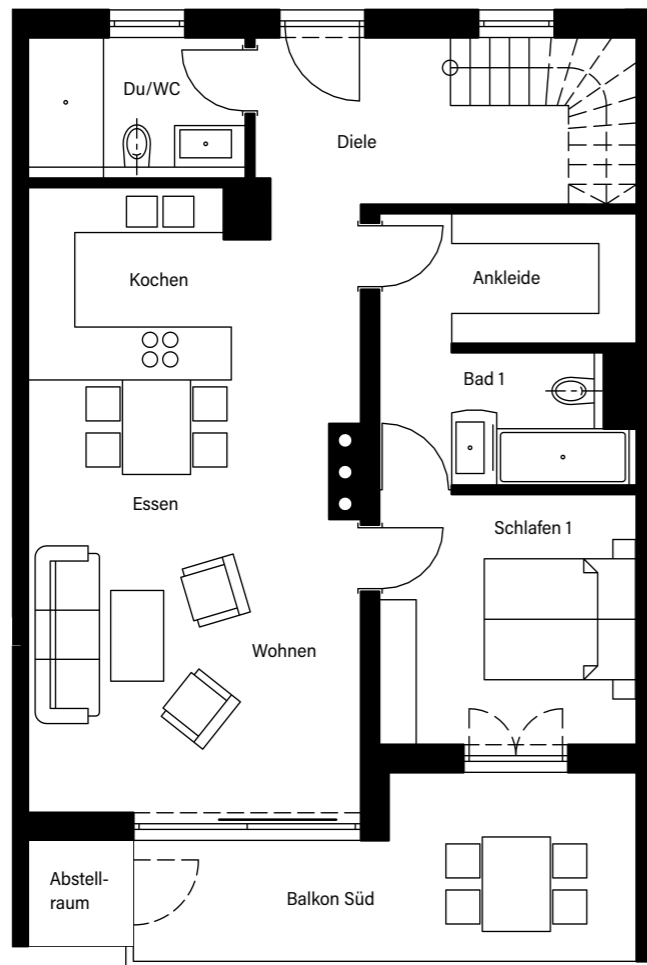 Du/WC
Diele
Kochen
Ankleide
Bad 1
Essen
Schlafen 1
Wohnen
Abstell-
raum
Balkon Süd